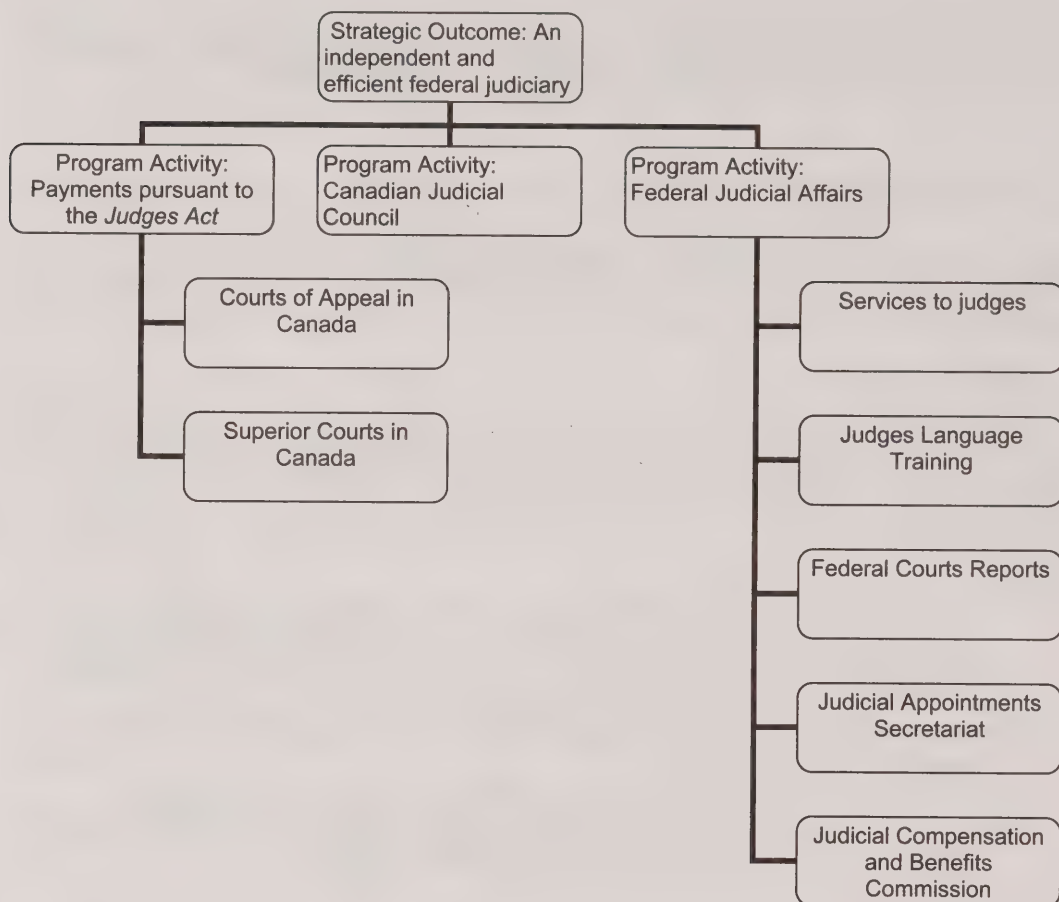 Strategic Outcome: An
independent and
efficient federal judiciary
Program Activity:
Payments pursuant to
the Judges Act
Program Activity:
Canadian Judicial
Council
Program Activity:
Federal Judicial Affairs
Courts of Appeal in
Canada
Superior Courts in
Canada
Services to judges
Judges Language
Training
Federal Courts Reports
Judicial Appointments
Secretariat
Judicial Compensation
and Benefits
Commission